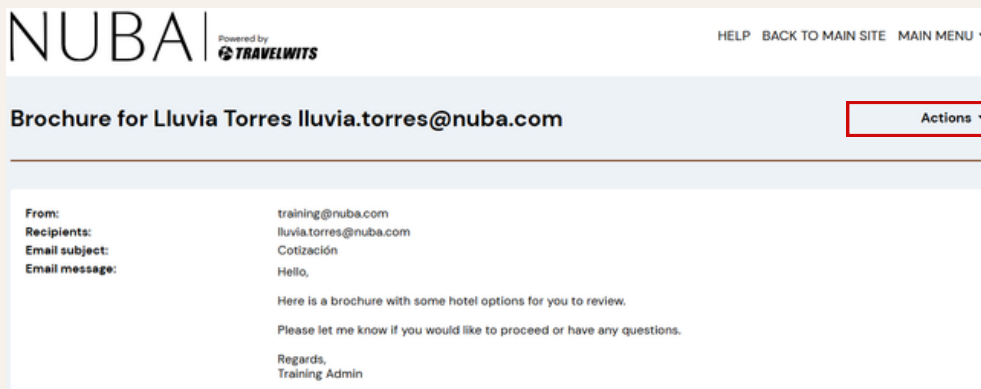 NUBA Powered by TRAVELWITS HELP BACK TO MAIN SITE MAIN MENU
Brochure for Lluvia Torres lluvia.torres@nuba.com Actions
From: training@nuba.com
Recipients: lluvia.torres@nuba.com
Email subject: Cotización
Email message: Hello,
Here is a brochure with some hotel options for you to review.
Please let me know if you would like to proceed or have any questions.
Regards,
Training Admin